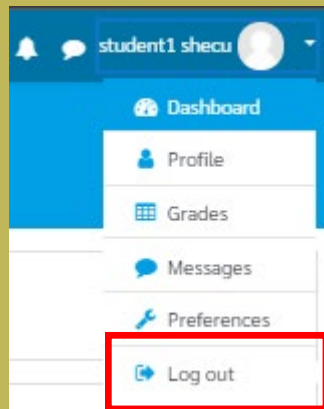 student1 shecu
Dashboard
Profile
Grades
Messages
Preferences
Log out